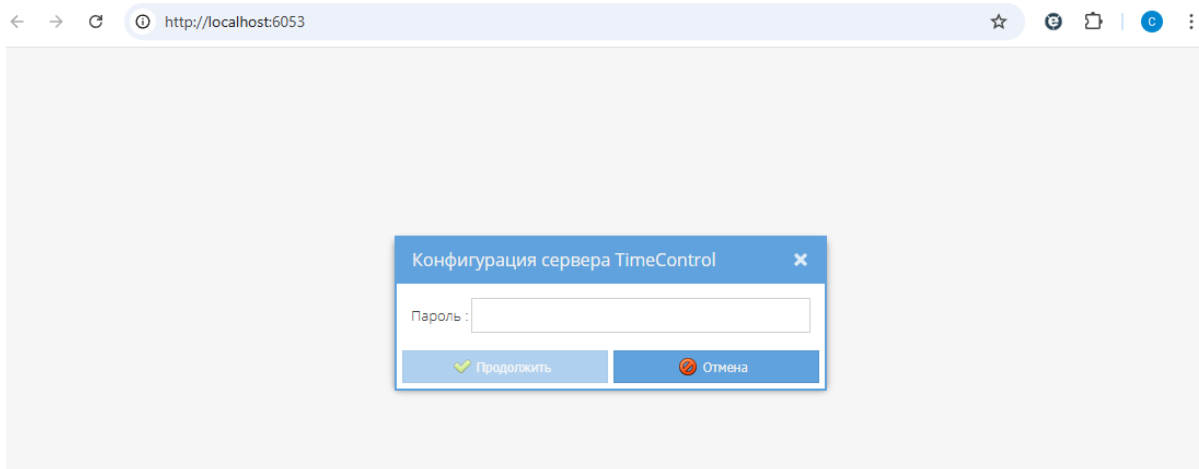 http://localhost:6053
C
Конфигурация сервера TimeControl
Пароль :
Продолжить
Отмена